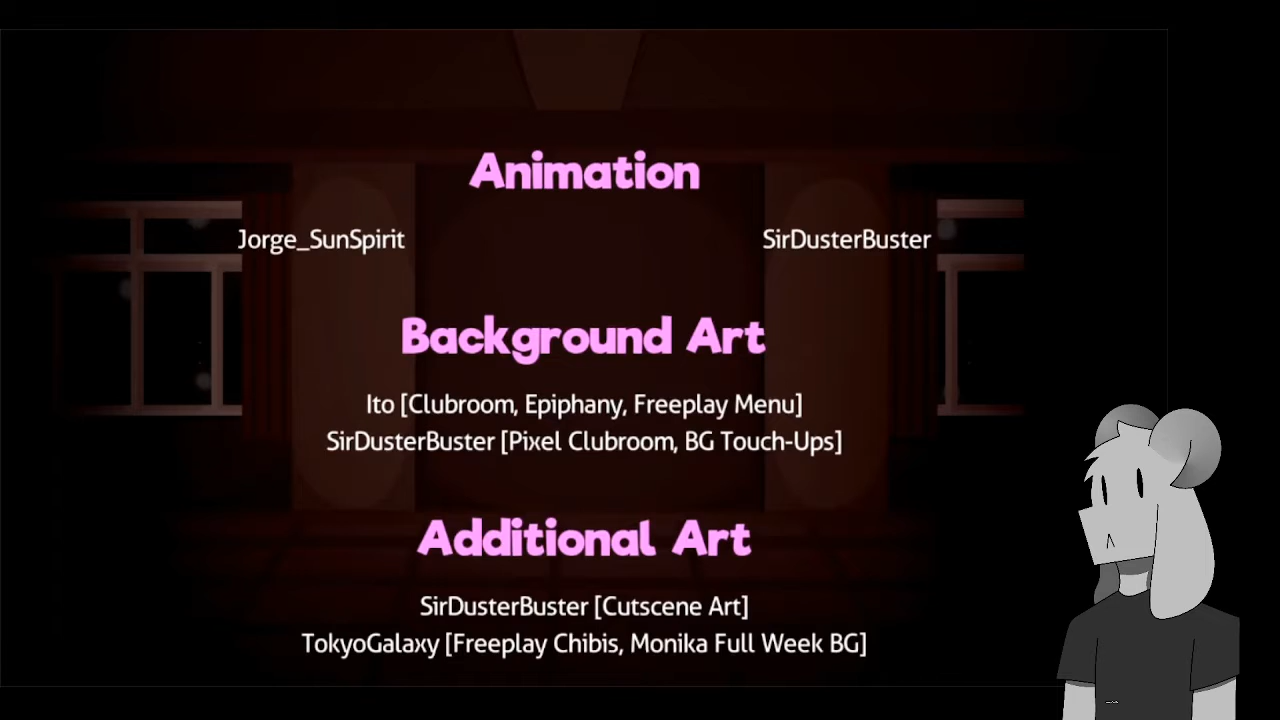 Animation
Jorge_SunSpirit SirDusterBuster
Background Art
Ito [Clubroom, Epiphany, Freeplay Menu]
SirDusterBuster [Pixel Clubroom, BG Touch-Ups]
Additional Art
SirDusterBuster [Cutscene Art]
TokyoGalaxy [Freeplay Chibis, Monika Full Week BG]